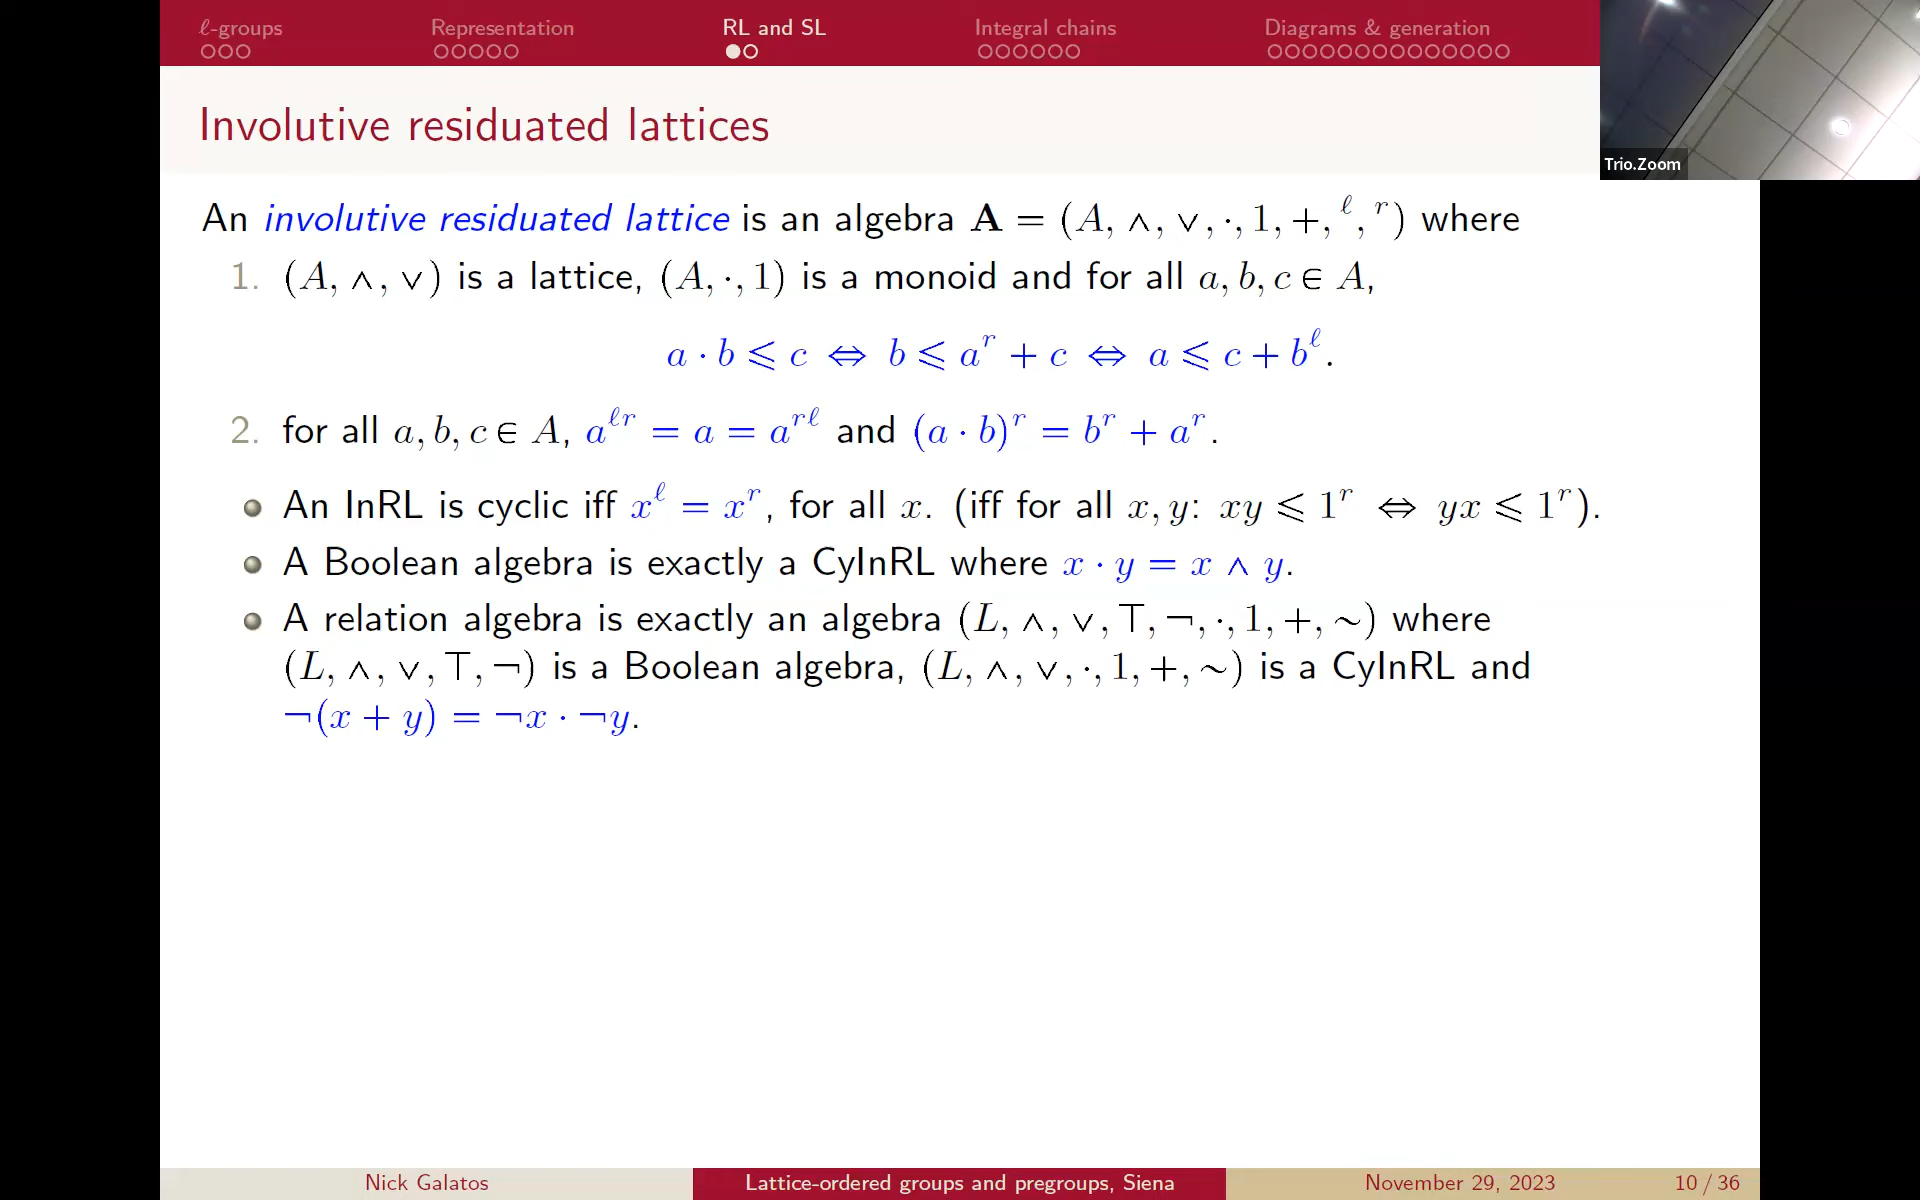 ℓ-groups Representation RL and SL Integral chains Diagrams & generation
Trio.Zoom
Involutive residuated lattices
An involutive residuated lattice is an algebra A = (A, ∧, ∨, ·, 1, +, ^ℓ, ^r) where
1. (A, ∧, ∨) is a lattice, (A, ·, 1) is a monoid and for all a, b, c ∈ A,
a · b ⩽ c ⇔ b ⩽ a^r + c ⇔ a ⩽ c + b^ℓ.
2. for all a, b, c ∈ A, a^{ℓr} = a = a^{rℓ} and (a · b)^r = b^r + a^r.
An InRL is cyclic iff x^ℓ = x^r, for all x. (iff for all x, y: xy ⩽ 1^r ⇔ yx ⩽ 1^r).
A Boolean algebra is exactly a CyInRL where x · y = x ∧ y.
A relation algebra is exactly an algebra (L, ∧, ∨, ⊤, ¬, ·, 1, +, ∼) where
(L, ∧, ∨, ⊤, ¬) is a Boolean algebra, (L, ∧, ∨, ·, 1, +, ∼) is a CyInRL and
¬(x + y) = ¬x · ¬y.
Nick Galatos Lattice-ordered groups and pregroups, Siena November 29, 2023 10 / 36